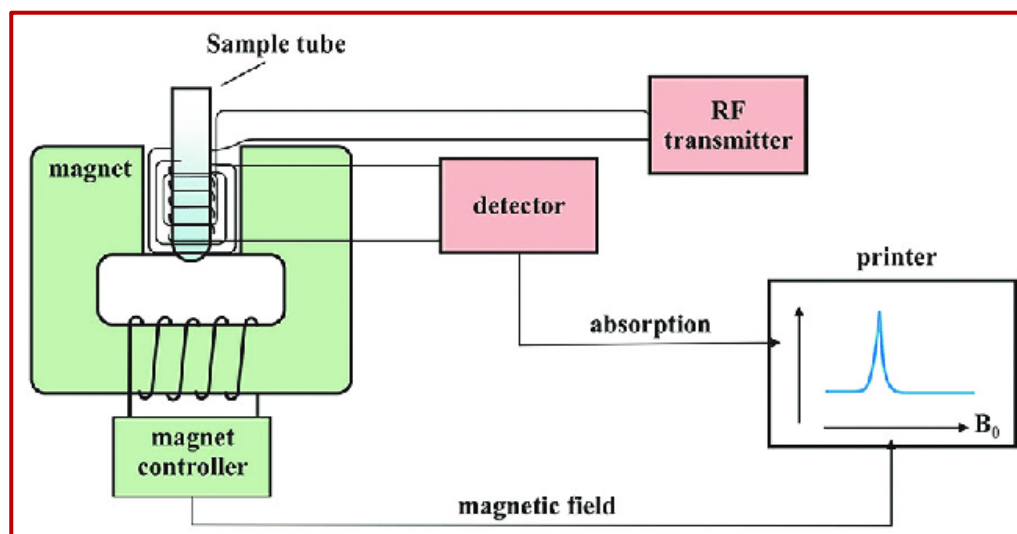 Sample tube
RF
transmitter
magnet
detector
printer
absorption
B₀
magnet
controller
magnetic field